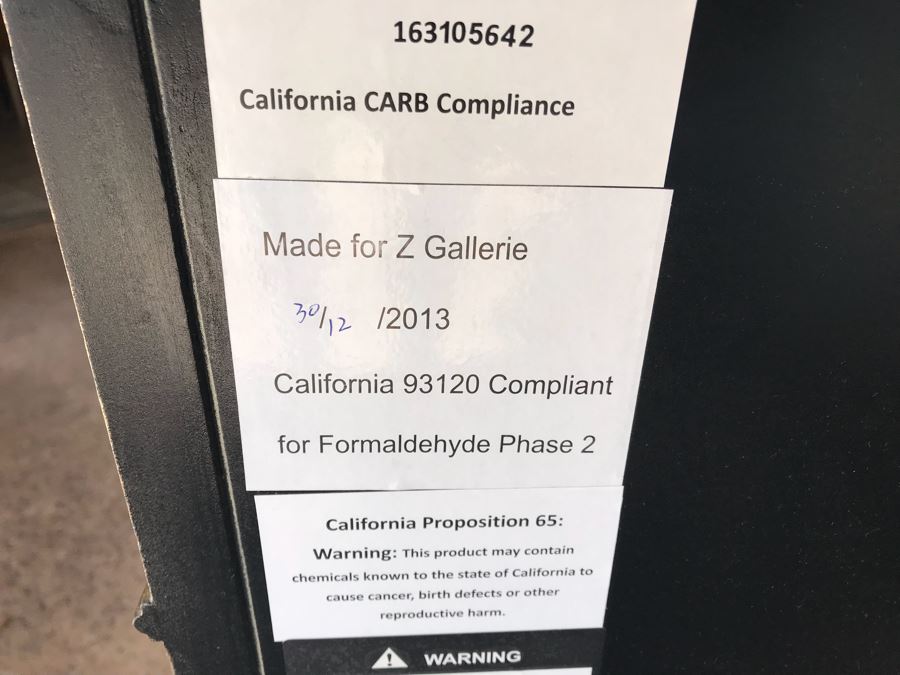 163105642
California CARB Compliance
Made for Z Gallerie
30/12 /2013
California 93120 Compliant
for Formaldehyde Phase 2
California Proposition 65:
Warning: This product may contain
chemicals known to the state of California to
cause cancer, birth defects or other
reproductive harm.
WARNING